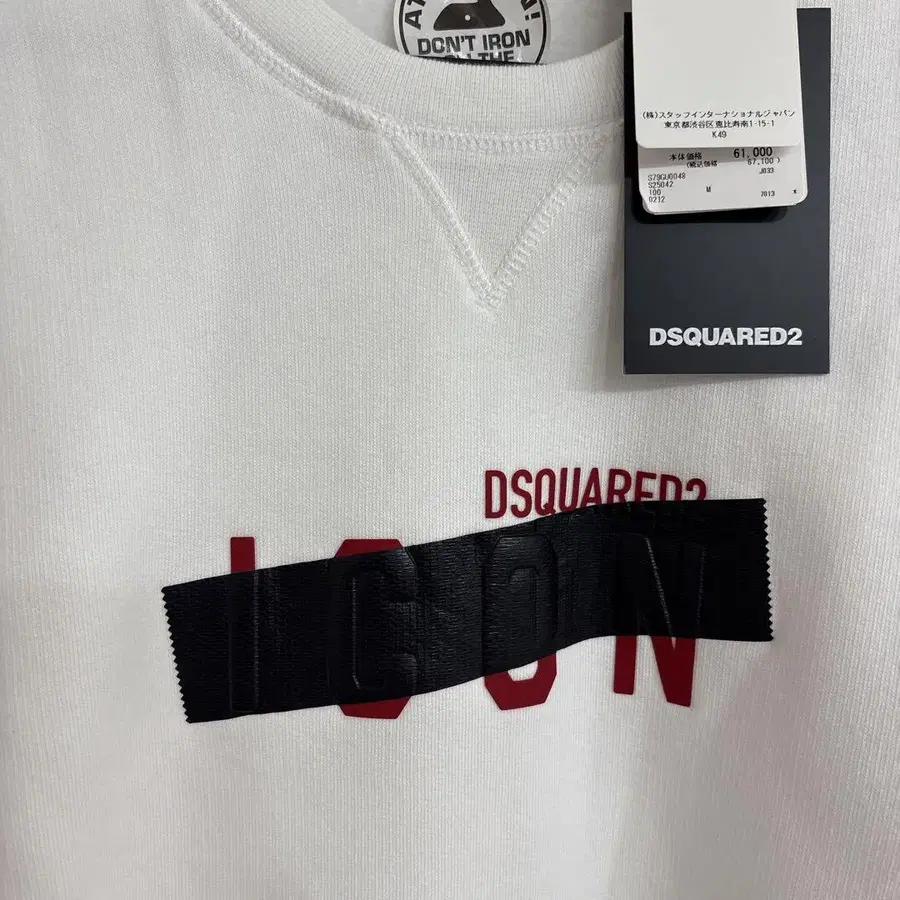 DON'T IRON
THE
(株)スタッフインターナショナルジャパン
東京都渋谷区恵比寿南1-15-1
K49
本体価格 61,000
(税込価格 67,100)
J033
S79GU0048
S25042
100 M 7013 x
0212
DSQUARED2
DSQUARED2
ICON